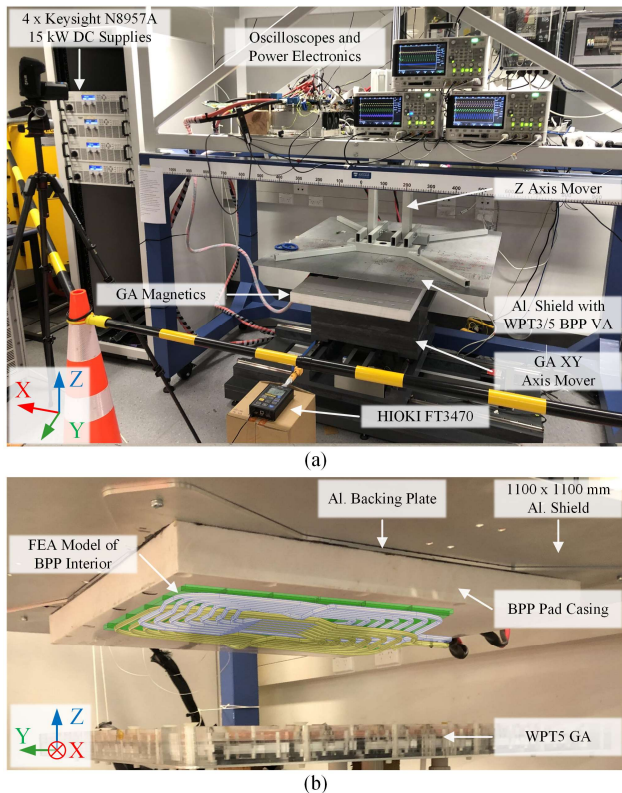 4 x Keysight N8957A
15 kW DC Supplies
Oscilloscopes and
Power Electronics
Z Axis Mover
GA Magnetics
Al. Shield with
WPT3/5 BPP VA
GA XY
Axis Mover
HIOKI FT3470
Z
X
Y
(a)
Al. Backing Plate
1100 x 1100 mm
Al. Shield
FEA Model of
BPP Interior
BPP Pad Casing
Z
Y
X
WPT5 GA
(b)